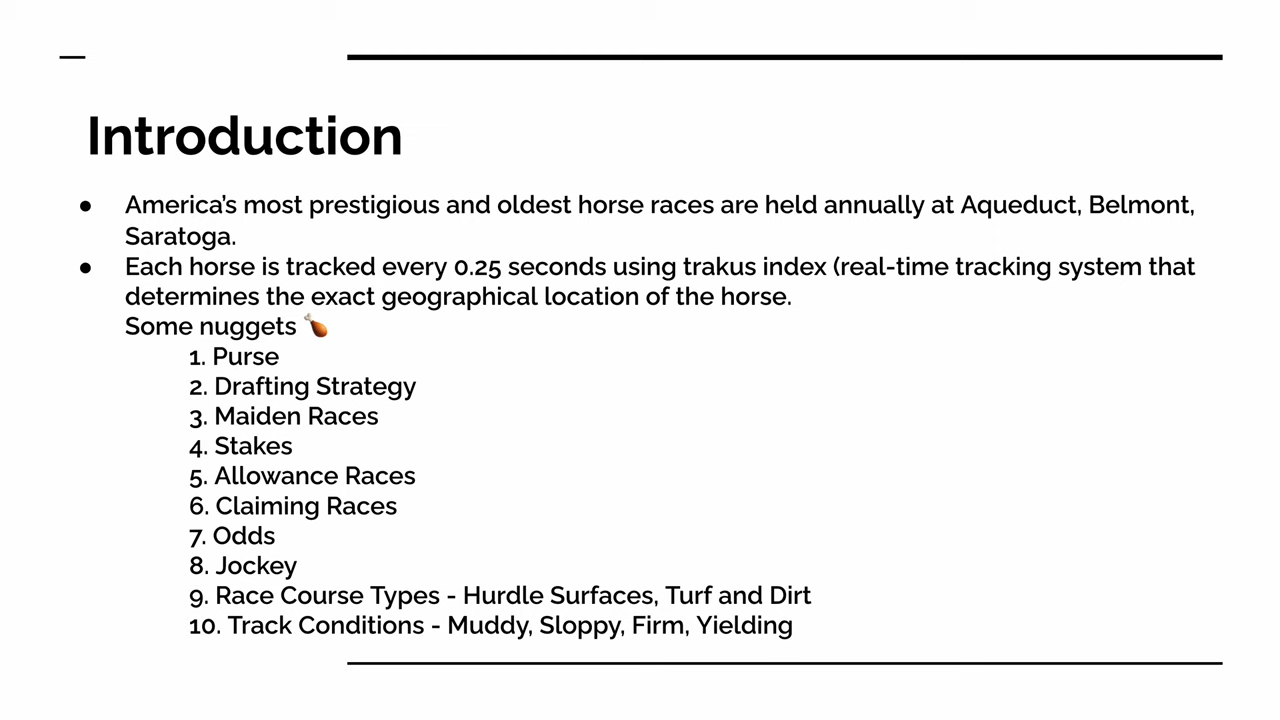 Introduction
● America's most prestigious and oldest horse races are held annually at Aqueduct, Belmont,
Saratoga.
● Each horse is tracked every 0.25 seconds using trakus index (real-time tracking system that
determines the exact geographical location of the horse.
Some nuggets 🍗
1. Purse
2. Drafting Strategy
3. Maiden Races
4. Stakes
5. Allowance Races
6. Claiming Races
7. Odds
8. Jockey
9. Race Course Types - Hurdle Surfaces, Turf and Dirt
10. Track Conditions - Muddy, Sloppy, Firm, Yielding